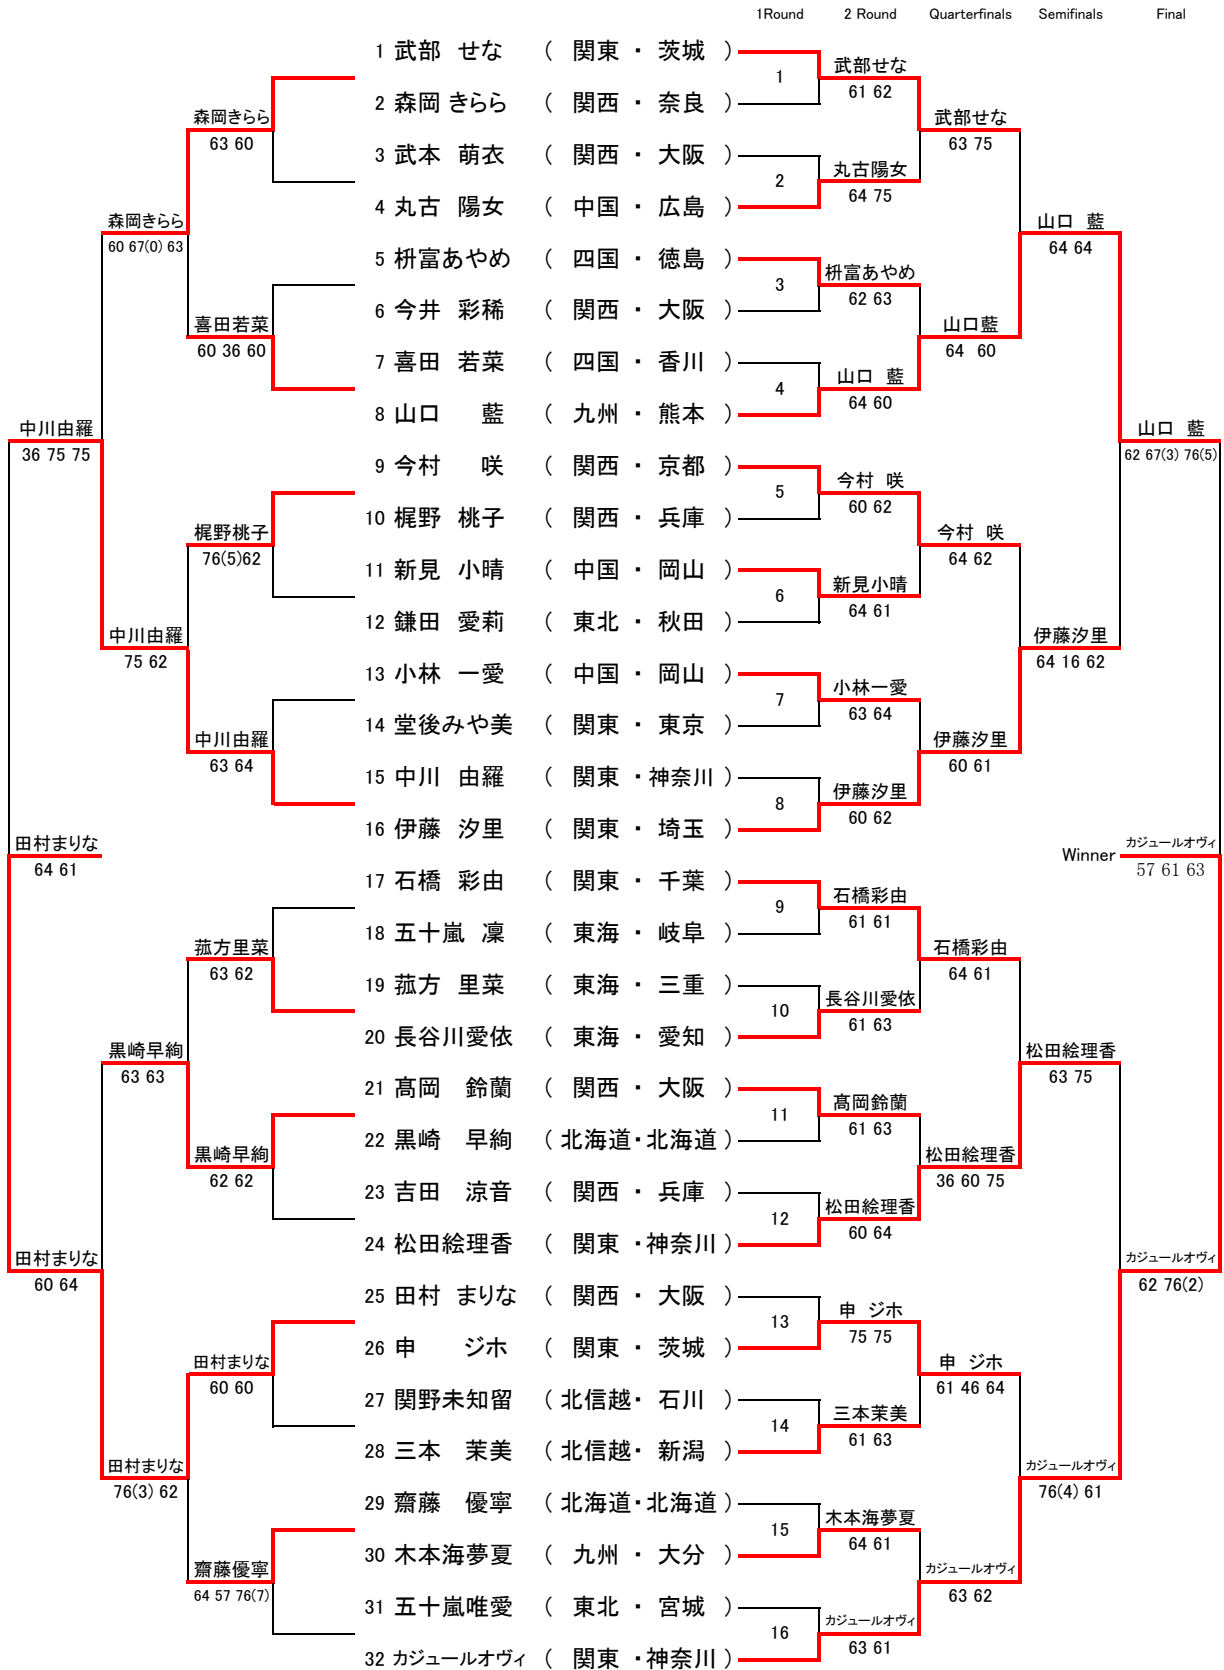 1Round 2 Round Quarterfinals Semifinals Final
1 武部 せな ( 関東 ・ 茨城 )
武部せな
1
61 62
2 森岡 きらら ( 関西 ・ 奈良 )
森岡きらら
武部せな
63 60
63 75
3 武本 萌衣 ( 関西 ・ 大阪 )
丸古陽女
2
64 75
4 丸古 陽女 ( 中国 ・ 広島 )
森岡きらら
山口 藍
60 67(0) 63
64 64
5 枡富あやめ ( 四国 ・ 徳島 )
枡富あやめ
3
62 63
6 今井 彩稀 ( 関西 ・ 大阪 )
喜田若菜
山口藍
60 36 60
64 60
7 喜田 若菜 ( 四国 ・ 香川 )
山口 藍
4
64 60
8 山口 藍 ( 九州 ・ 熊本 )
中川由羅
山口 藍
36 75 75
62 67(3) 76(5)
9 今村 咲 ( 関西 ・ 京都 )
今村 咲
5
60 62
10 梶野 桃子 ( 関西 ・ 兵庫 )
梶野桃子
今村 咲
76(5)62
64 62
11 新見 小晴 ( 中国 ・ 岡山 )
新見小晴
6
64 61
12 鎌田 愛莉 ( 東北 ・ 秋田 )
中川由羅
伊藤汐里
75 62
64 16 62
13 小林 一愛 ( 中国 ・ 岡山 )
小林一愛
7
63 64
14 堂後みや美 ( 関東 ・ 東京 )
中川由羅
伊藤汐里
63 64
60 61
15 中川 由羅 ( 関東 ・神奈川 )
伊藤汐里
8
60 62
16 伊藤 汐里 ( 関東 ・ 埼玉 )
田村まりな
Winner カジュールオヴィ
64 61
57 61 63
17 石橋 彩由 ( 関東 ・ 千葉 )
石橋彩由
9
61 61
18 五十嵐 凜 ( 東海 ・ 岐阜 )
菰方里菜
石橋彩由
63 62
64 61
19 菰方 里菜 ( 東海 ・ 三重 )
長谷川愛依
10
61 63
20 長谷川愛依 ( 東海 ・ 愛知 )
黒崎早絢
松田絵理香
63 63
63 75
21 髙岡 鈴蘭 ( 関西 ・ 大阪 )
髙岡鈴蘭
11
61 63
22 黒崎 早絢 ( 北海道・北海道 )
黒崎早絢
松田絵理香
62 62
36 60 75
23 吉田 涼音 ( 関西 ・ 兵庫 )
松田絵理香
12
60 64
24 松田絵理香 ( 関東 ・神奈川 )
田村まりな
カジュールオヴィ
60 64
62 76(2)
25 田村 まりな ( 関西 ・ 大阪 )
申 ジホ
13
75 75
26 申 ジホ ( 関東 ・ 茨城 )
田村まりな
申 ジホ
60 60
61 46 64
27 関野未知留 ( 北信越・ 石川 )
三本茉美
14
61 63
28 三本 茉美 ( 北信越・ 新潟 )
田村まりな
カジュールオヴィ
76(3) 62
76(4) 61
29 齋藤 優寧 ( 北海道・北海道 )
木本海夢夏
15
64 61
30 木本海夢夏 ( 九州 ・ 大分 )
齋藤優寧
カジュールオヴィ
64 57 76(7)
63 62
31 五十嵐唯愛 ( 東北 ・ 宮城 )
カジュールオヴィ
16
63 61
32 カジュールオヴィ ( 関東 ・神奈川 )